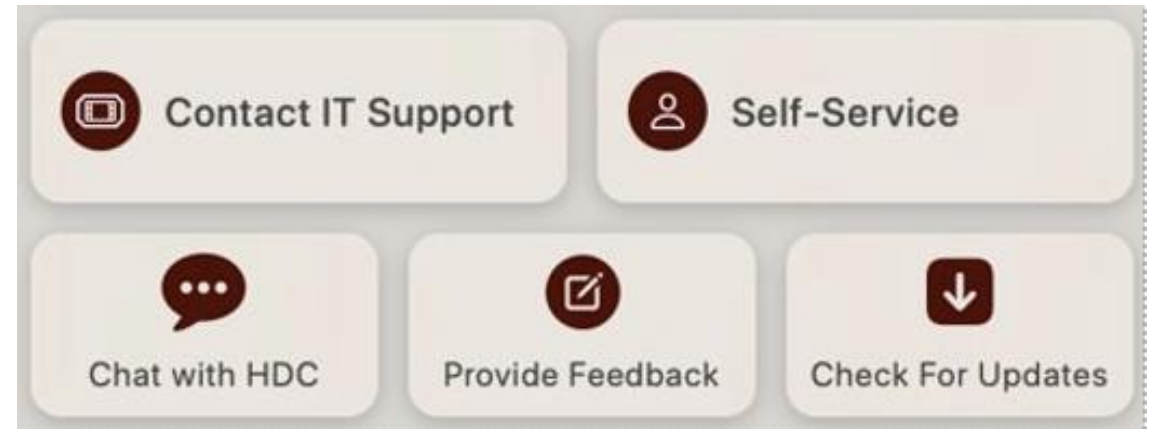 Contact IT Support
Self-Service
Chat with HDC
Provide Feedback
Check For Updates